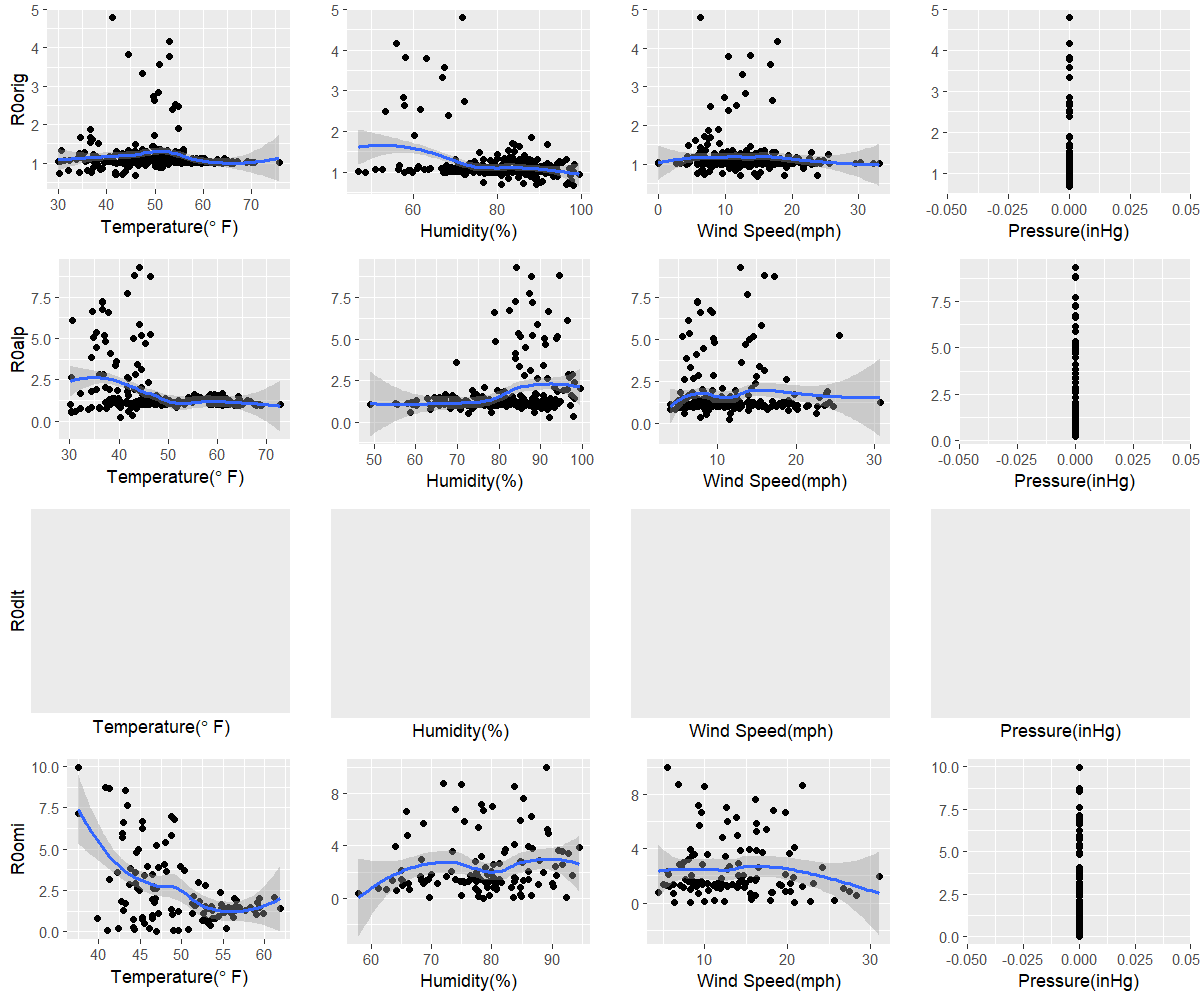 R0orig
5
4
3
2
1
30 40 50 60 70
Temperature(° F)
5
4
3
2
1
60 80 100
Humidity(%)
5
4
3
2
1
0 10 20 30
Wind Speed(mph)
5
4
3
2
1
-0.050 -0.025 0.000 0.025 0.05
Pressure(inHg)
R0alp
7.5
5.0
2.5
0.0
30 40 50 60 70
Temperature(° F)
7.5
5.0
2.5
0.0
50 60 70 80 90 100
Humidity(%)
7.5
5.0
2.5
0.0
10 20 30
Wind Speed(mph)
7.5
5.0
2.5
0.0
-0.050 -0.025 0.000 0.025 0.05
Pressure(inHg)
R0dlt
Temperature(° F)
Humidity(%)
Wind Speed(mph)
Pressure(inHg)
R0omi
10.0
7.5
5.0
2.5
0.0
40 45 50 55 60
Temperature(° F)
8
4
0
60 70 80 90
Humidity(%)
8
4
0
10 20 30
Wind Speed(mph)
10.0
7.5
5.0
2.5
0.0
-0.050 -0.025 0.000 0.025 0.05
Pressure(inHg)